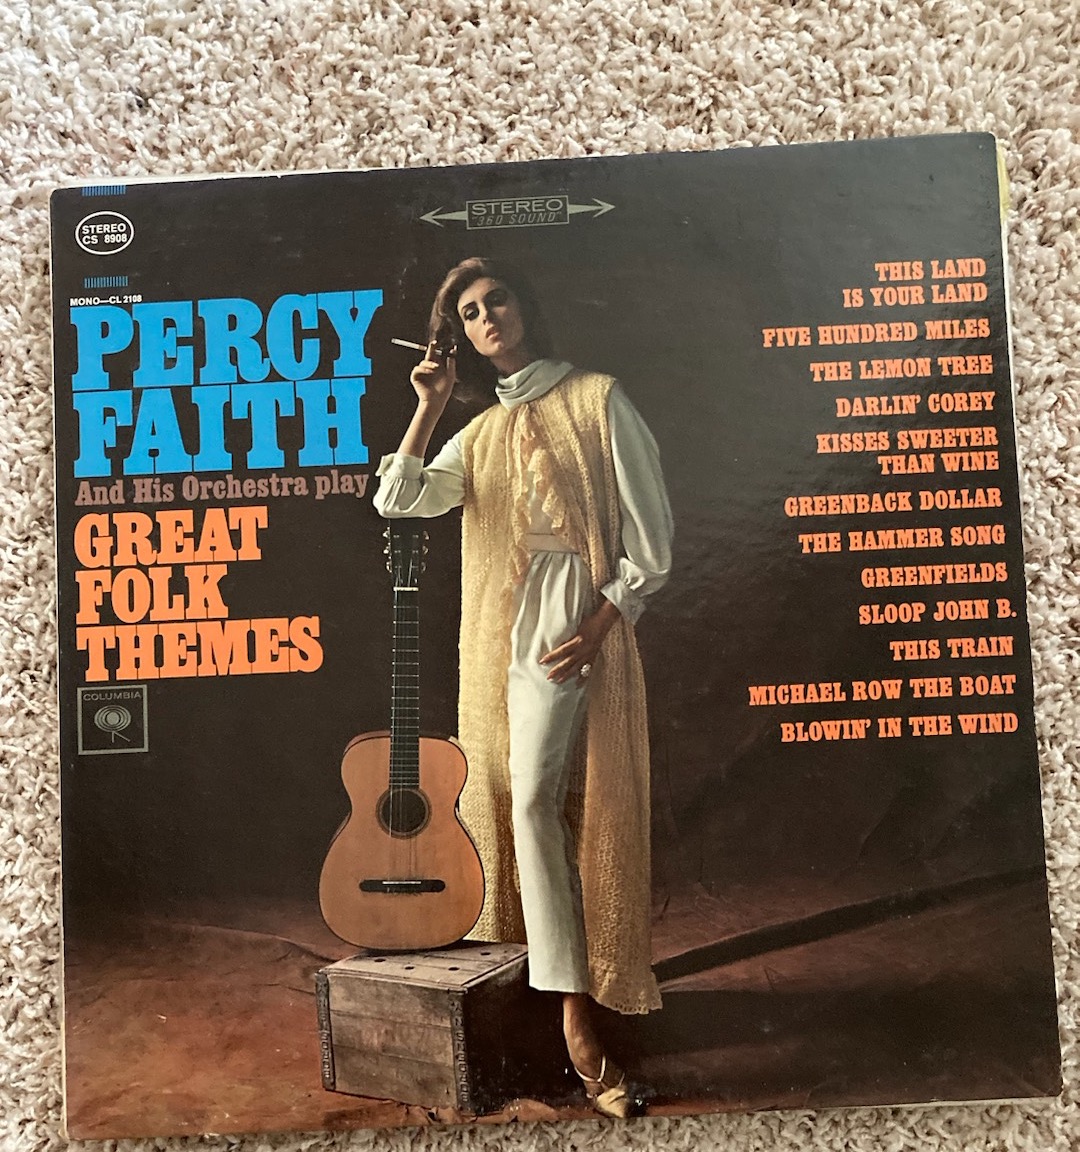 STEREO
CS 8908
MONO—CL 2108
STEREO
"360 SOUND"
PERCY
FAITH
And His Orchestra play
GREAT
FOLK
THEMES
COLUMBIA
THIS LAND
IS YOUR LAND
FIVE HUNDRED MILES
THE LEMON TREE
DARLIN' COREY
KISSES SWEETER
THAN WINE
GREENBACK DOLLAR
THE HAMMER SONG
GREENFIELDS
SLOOP JOHN B.
THIS TRAIN
MICHAEL ROW THE BOAT
BLOWIN' IN THE WIND